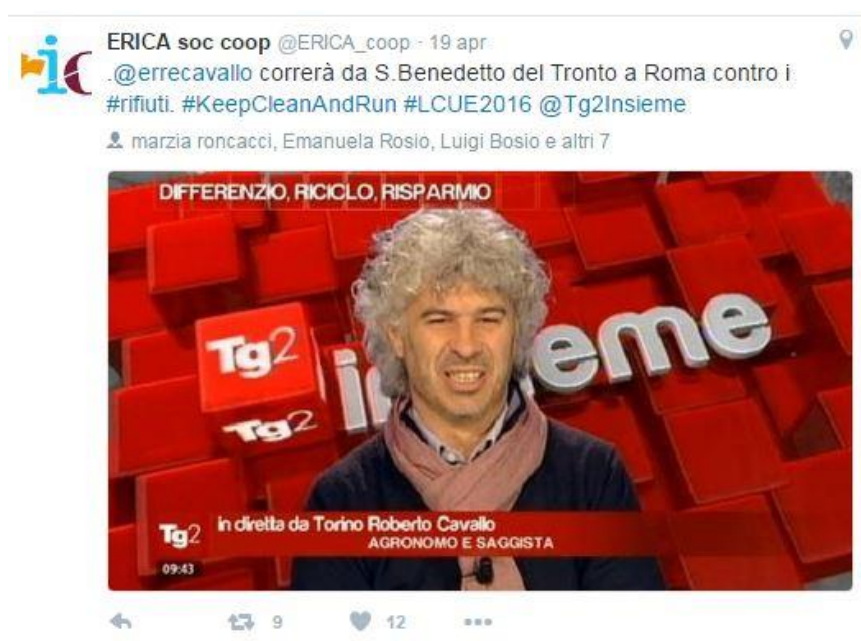 ERICA soc coop @ERICA_coop · 19 apr
.@errecavallo correrà da S.Benedetto del Tronto a Roma contro i
#rifiuti. #KeepCleanAndRun #LCUE2016 @Tg2Insieme
marzia roncacci, Emanuela Rosio, Luigi Bosio e altri 7
DIFFERENZIO, RICICLO, RISPARMIO
Tg2
Tg2
Tg2 in diretta da Torino Roberto Cavallo
AGRONOMO E SAGGISTA
09:43
9 12